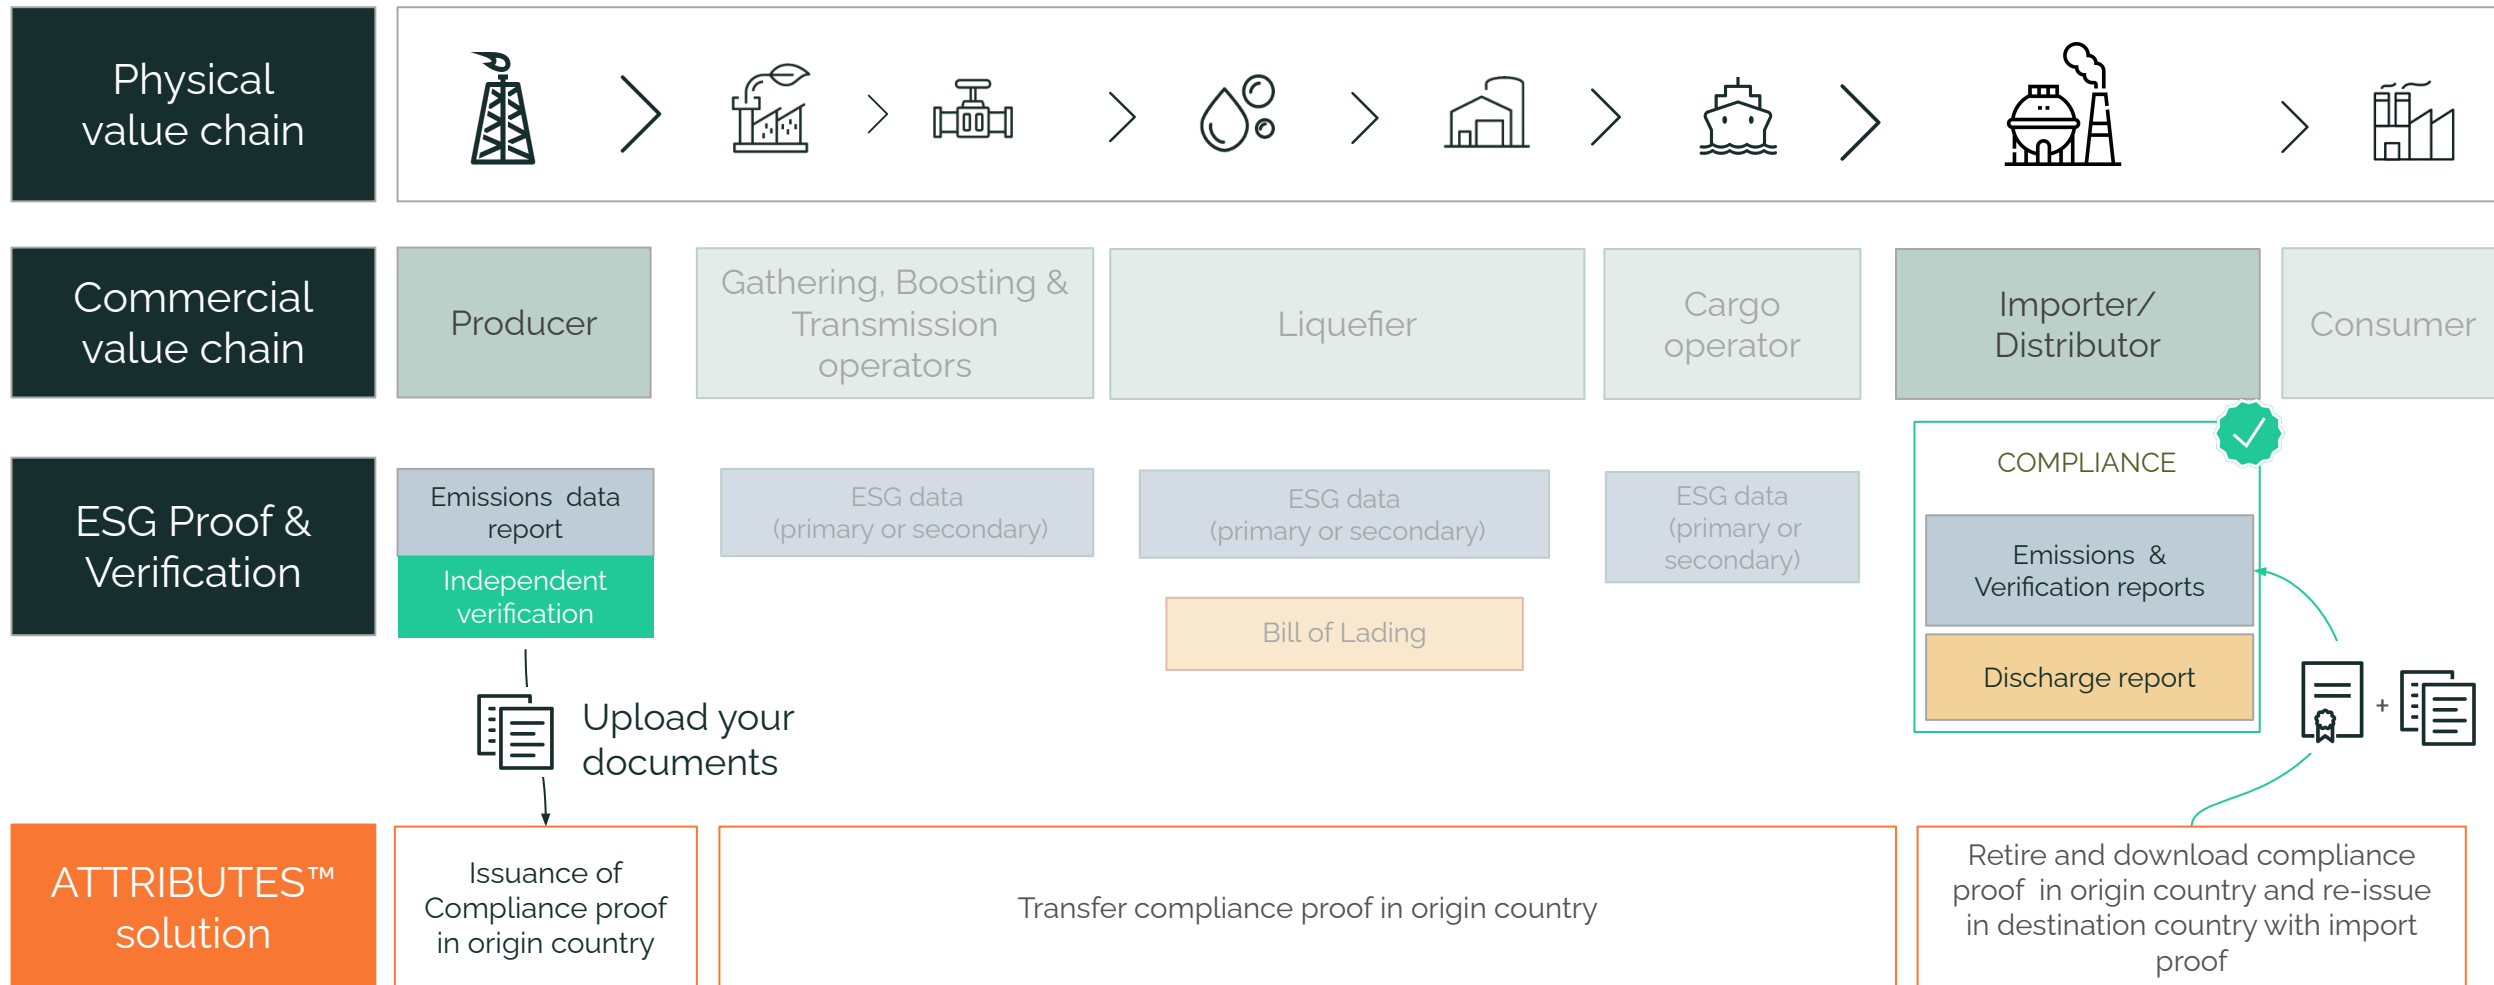 Physical
value chain
Commercial
value chain
Producer
Gathering, Boosting &
Transmission
operators
Liquefier
Cargo
operator
Importer/
Distributor
Consumer
ESG Proof &
Verification
Emissions data
report
Independent
verification
ESG data
(primary or secondary)
ESG data
(primary or secondary)
Bill of Lading
ESG data
(primary or
secondary)
COMPLIANCE
Emissions &
Verification reports
Discharge report
+
Upload your
documents
ATTRIBUTES™
solution
Issuance of
Compliance proof
in origin country
Transfer compliance proof in origin country
Retire and download compliance
proof in origin country and re-issue
in destination country with import
proof